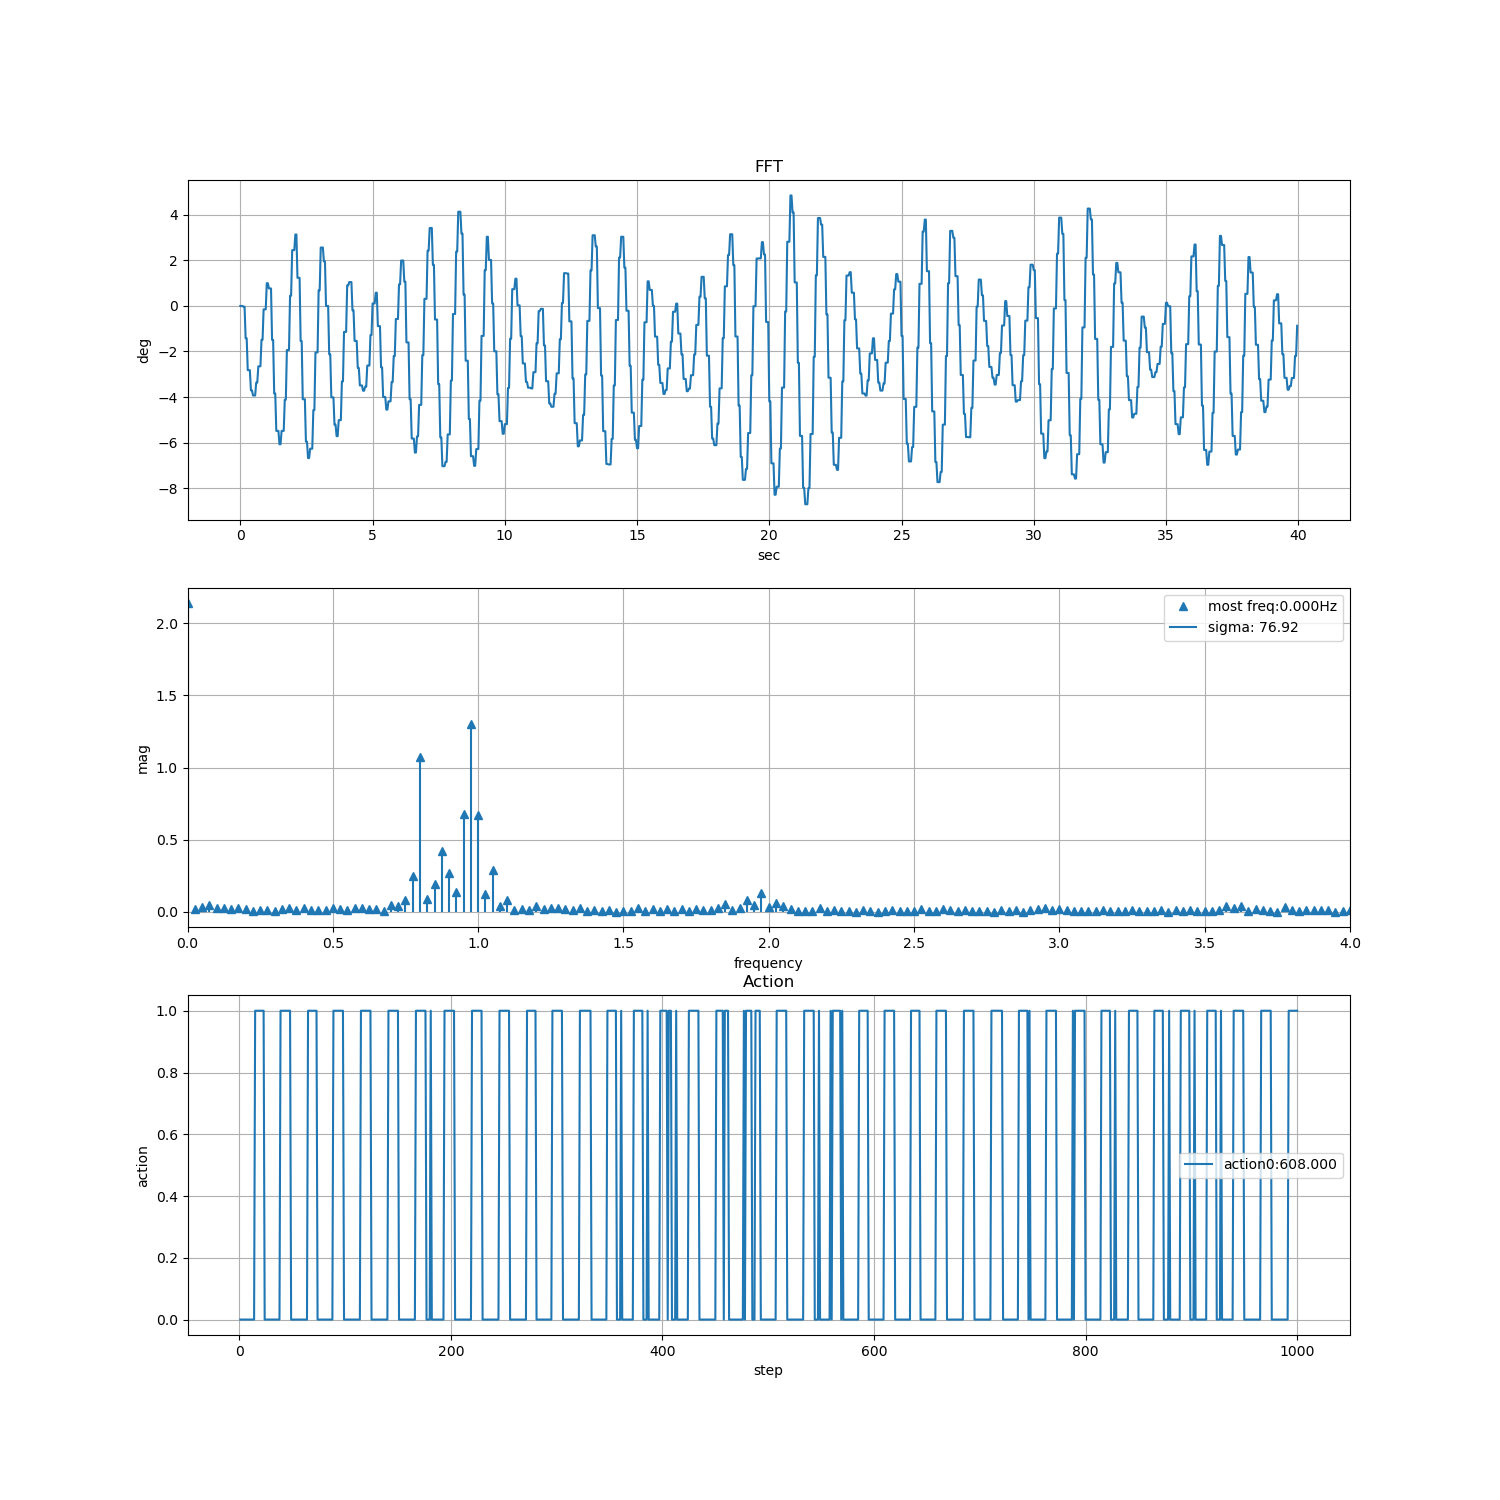 FFT
4
2
0
−2
−4
−6
−8
deg
0 5 10 15 20 25 30 35 40
sec
most freq:0.000Hz
sigma: 76.92
2.0
1.5
1.0
0.5
0.0
mag
0.0 0.5 1.0 1.5 2.0 2.5 3.0 3.5 4.0
frequency
Action
1.0
0.8
0.6
0.4
0.2
0.0
action
action0:608.000
0 200 400 600 800 1000
step